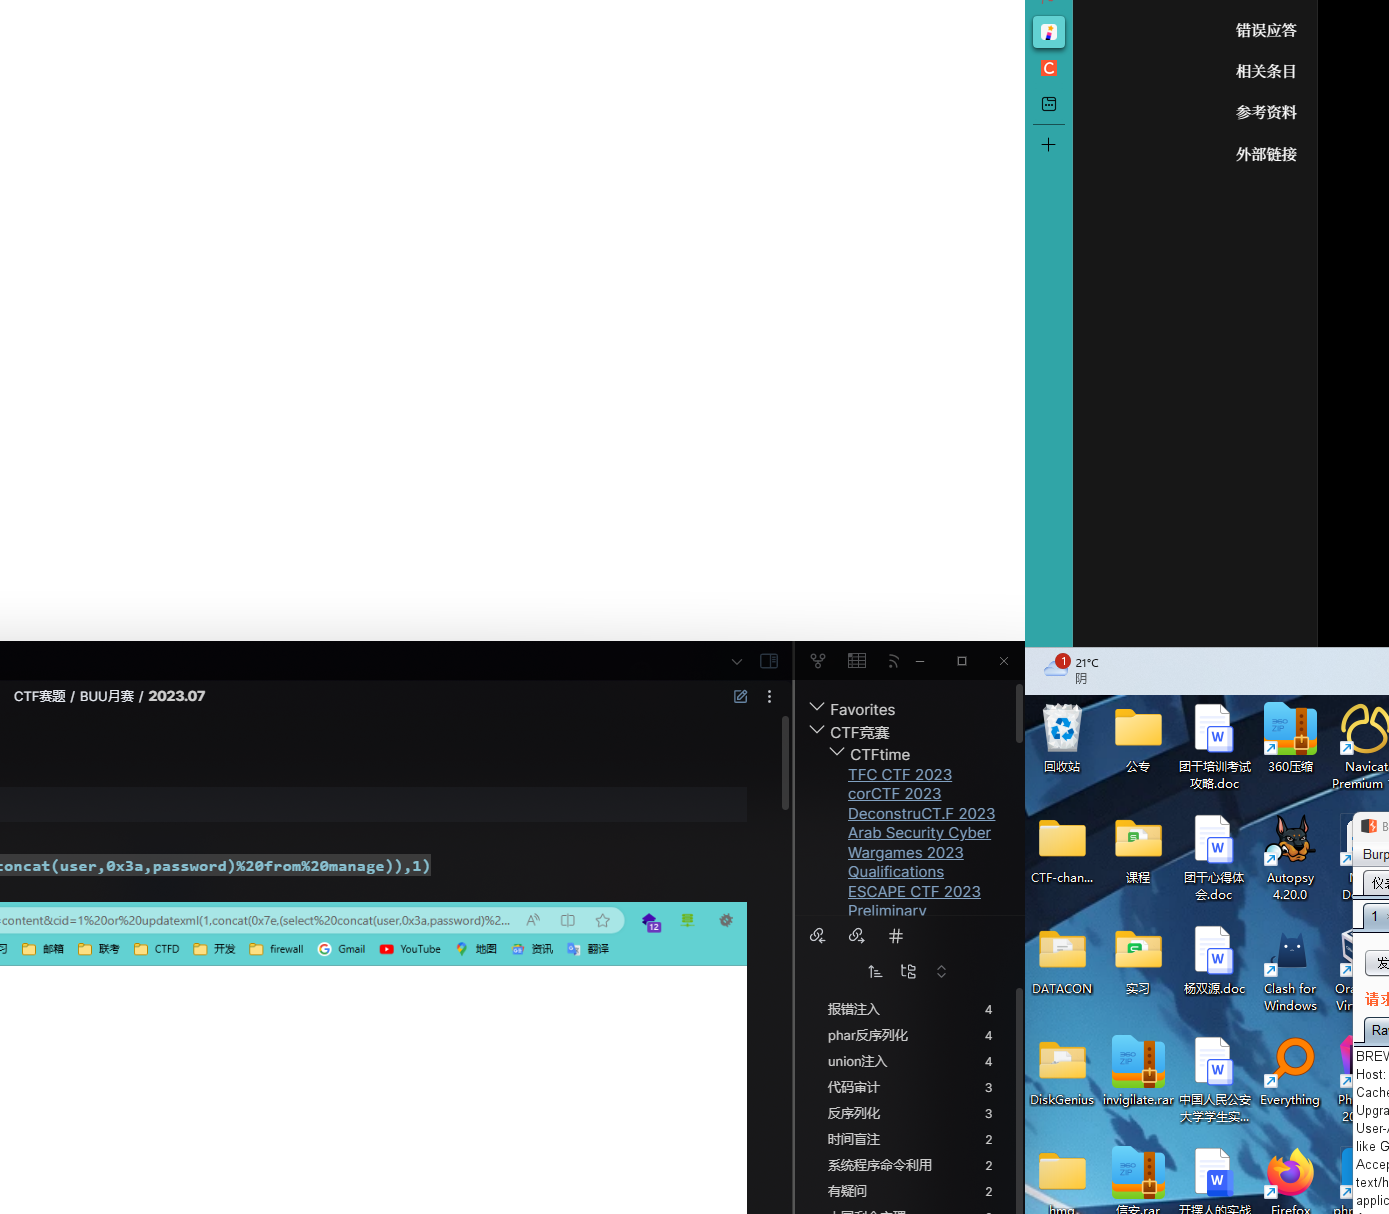 错误应答
相关条目
参考资料
外部链接
1
21°C
阴
CTF赛题 / BUU月赛 / 2023.07
concat(user,0x3a,password)%20from%20manage)),1)
=content&cid=1%20or%20updatexml(1,concat(0x7e,(select%20concat(user,0x3a,password)%2...
12
习 邮箱 联考 CTFD 开发 firewall Gmail YouTube 地图 资讯 翻译
Favorites
CTF竞赛
CTFtime
TFC CTF 2023
corCTF 2023
DeconstruCT.F 2023
Arab Security Cyber
Wargames 2023
Qualifications
ESCAPE CTF 2023
Preliminary
报错注入 4
phar反序列化 4
union注入 4
代码审计 3
反序列化 3
时间盲注 2
系统程序命令利用 2
有疑问 2
回收站
公专
团干培训考试
攻略.doc
360压缩
Navicat
Premium
CTF-chan...
课程
团干心得体
会.doc
Autopsy
4.20.0
DATACON
实习
杨双源.doc
Clash for
Windows
DiskGenius
invigilate.rar
中国人民公安
大学学生实...
Everything
hmg
信安.rar
开摆人的实战
Firefox
Burp
仪
1
发
请求
Ra
BREW
Host:
Cache
Upgra
User-A
like G
Accep
text/h
applic